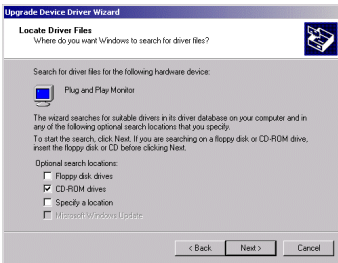 Upgrade Device Driver Wizard
Locate Driver Files
Where do you want Windows to search for driver files?
Search for driver files for the following hardware device:
Plug and Play Monitor
The wizard searches for suitable drivers in its driver database on your computer and in
any of the following optional search locations that you specify.
To start the search, click Next. If you are searching on a floppy disk or CD-ROM drive,
insert the floppy disk or CD before clicking Next.
Optional search locations:
Floppy disk drives
CD-ROM drives
Specify a location
Microsoft Windows Update
< Back
Next >
Cancel